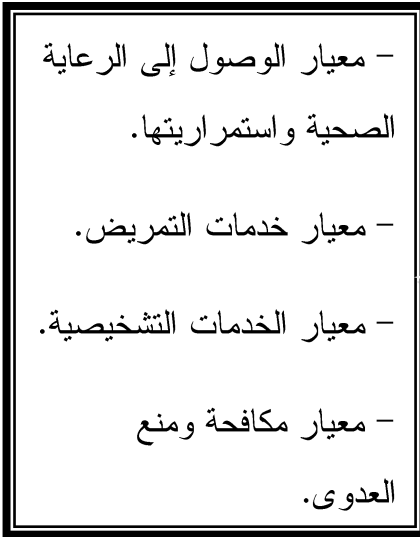 – معيار الوصول إلى الرعاية
الصحية واستمراريتها.
– معيار خدمات التمريض.
– معيار الخدمات التشخيصية.
– معيار مكافحة ومنع
العدوى.